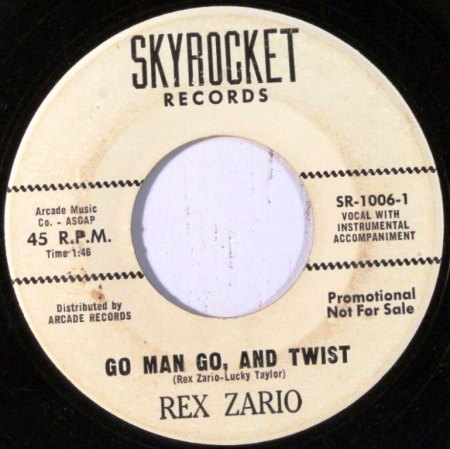 SKYROCKET
RECORDS
Arcade Music
Co. - ASCAP
45 R.P.M.
Time 1:46
Distributed by
ARCADE RECORDS
SR-1006-1
VOCAL WITH
INSTRUMENTAL
ACCOMPANIMENT
Promotional
Not For Sale
GO MAN GO, AND TWIST
(Rex Zario-Lucky Taylor)
REX ZARIO